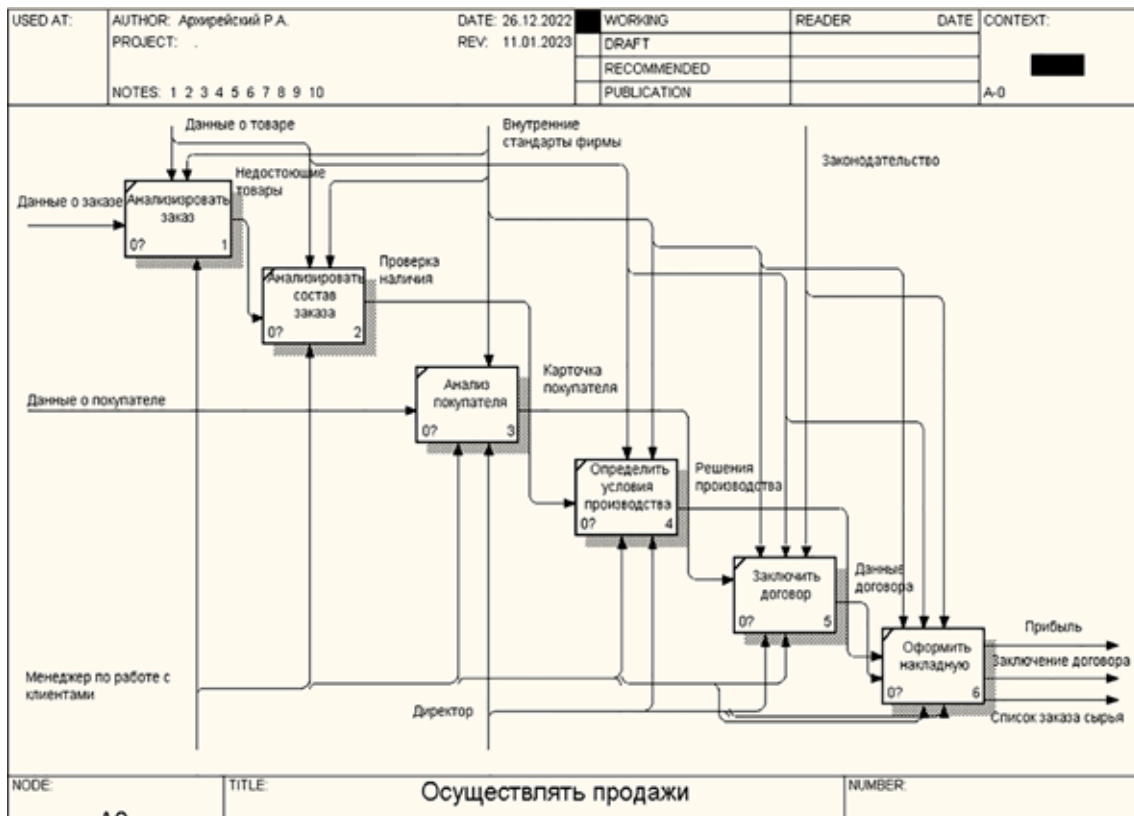 USED AT:
AUTHOR: Архирейский Р.А.
DATE: 26.12.2022
WORKING
READER
DATE
CONTEXT:
PROJECT: .
REV: 11.01.2023
DRAFT
RECOMMENDED
NOTES: 1 2 3 4 5 6 7 8 9 10
PUBLICATION
A-0
Данные о товаре
Внутренние
стандарты фирмы
Законодательство
Недостоющие
товары
Данные о заказе
Анализировать
заказ
0?
1
Проверка
наличия
Анализировать
состав
заказа
0?
2
Карточка
покупателя
Данные о покупателе
Анализ
покупателя
0?
3
Решения
производства
Определить
условия
производства
0?
4
Данные
договора
Заключить
договор
0?
5
Прибыль
Оформить
накладную
0?
6
Заключение договора
Список заказа сырья
Менеджер по работе с
клиентами
Директор
NODE:
TITLE:
Осуществлять продажи
NUMBER: